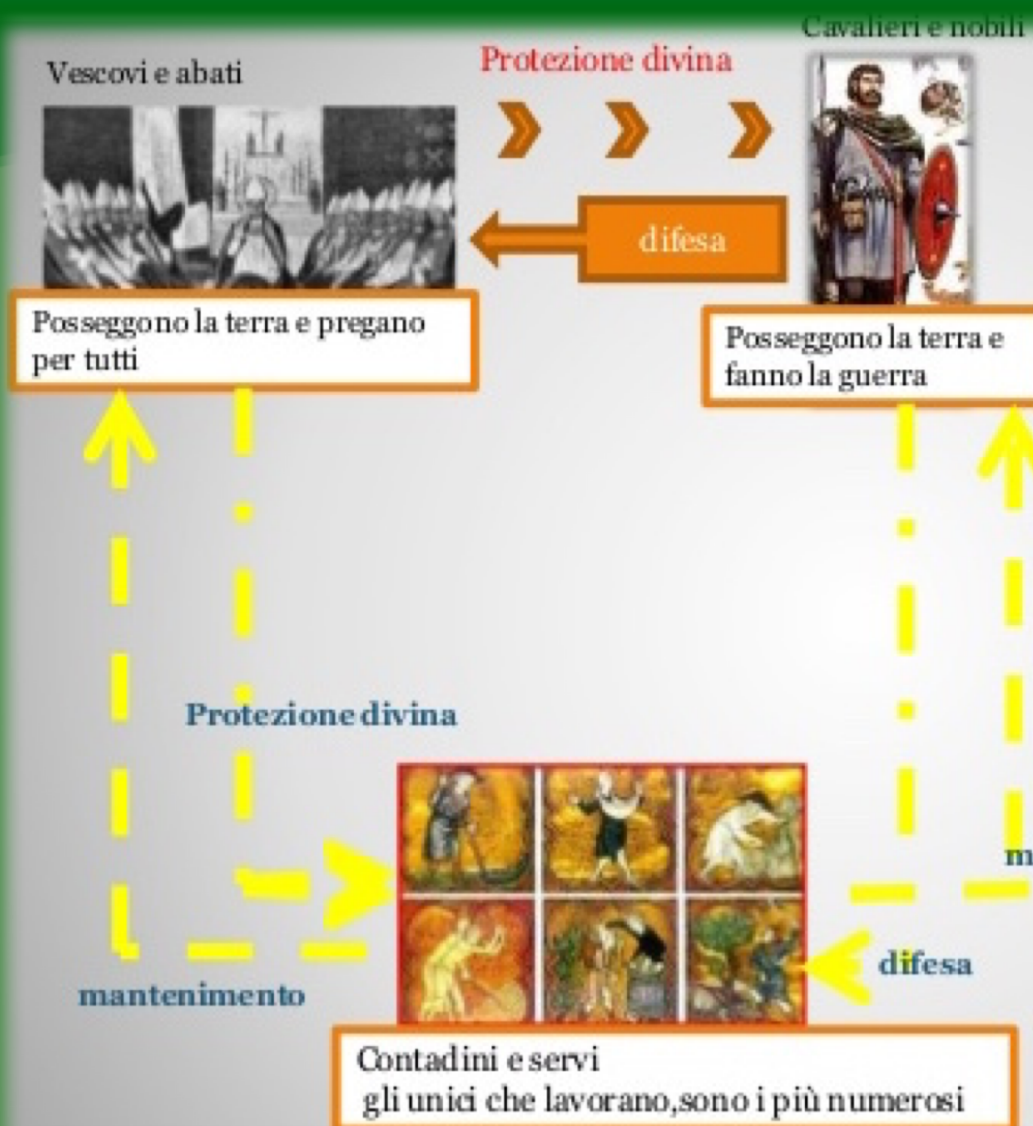 Cavalieri e nobili
Vescovi e abati
Protezione divina
difesa
Posseggono la terra e pregano
per tutti
Posseggono la terra e
fanno la guerra
Protezione divina
m
difesa
mantenimento
Contadini e servi
gli unici che lavorano,sono i più numerosi